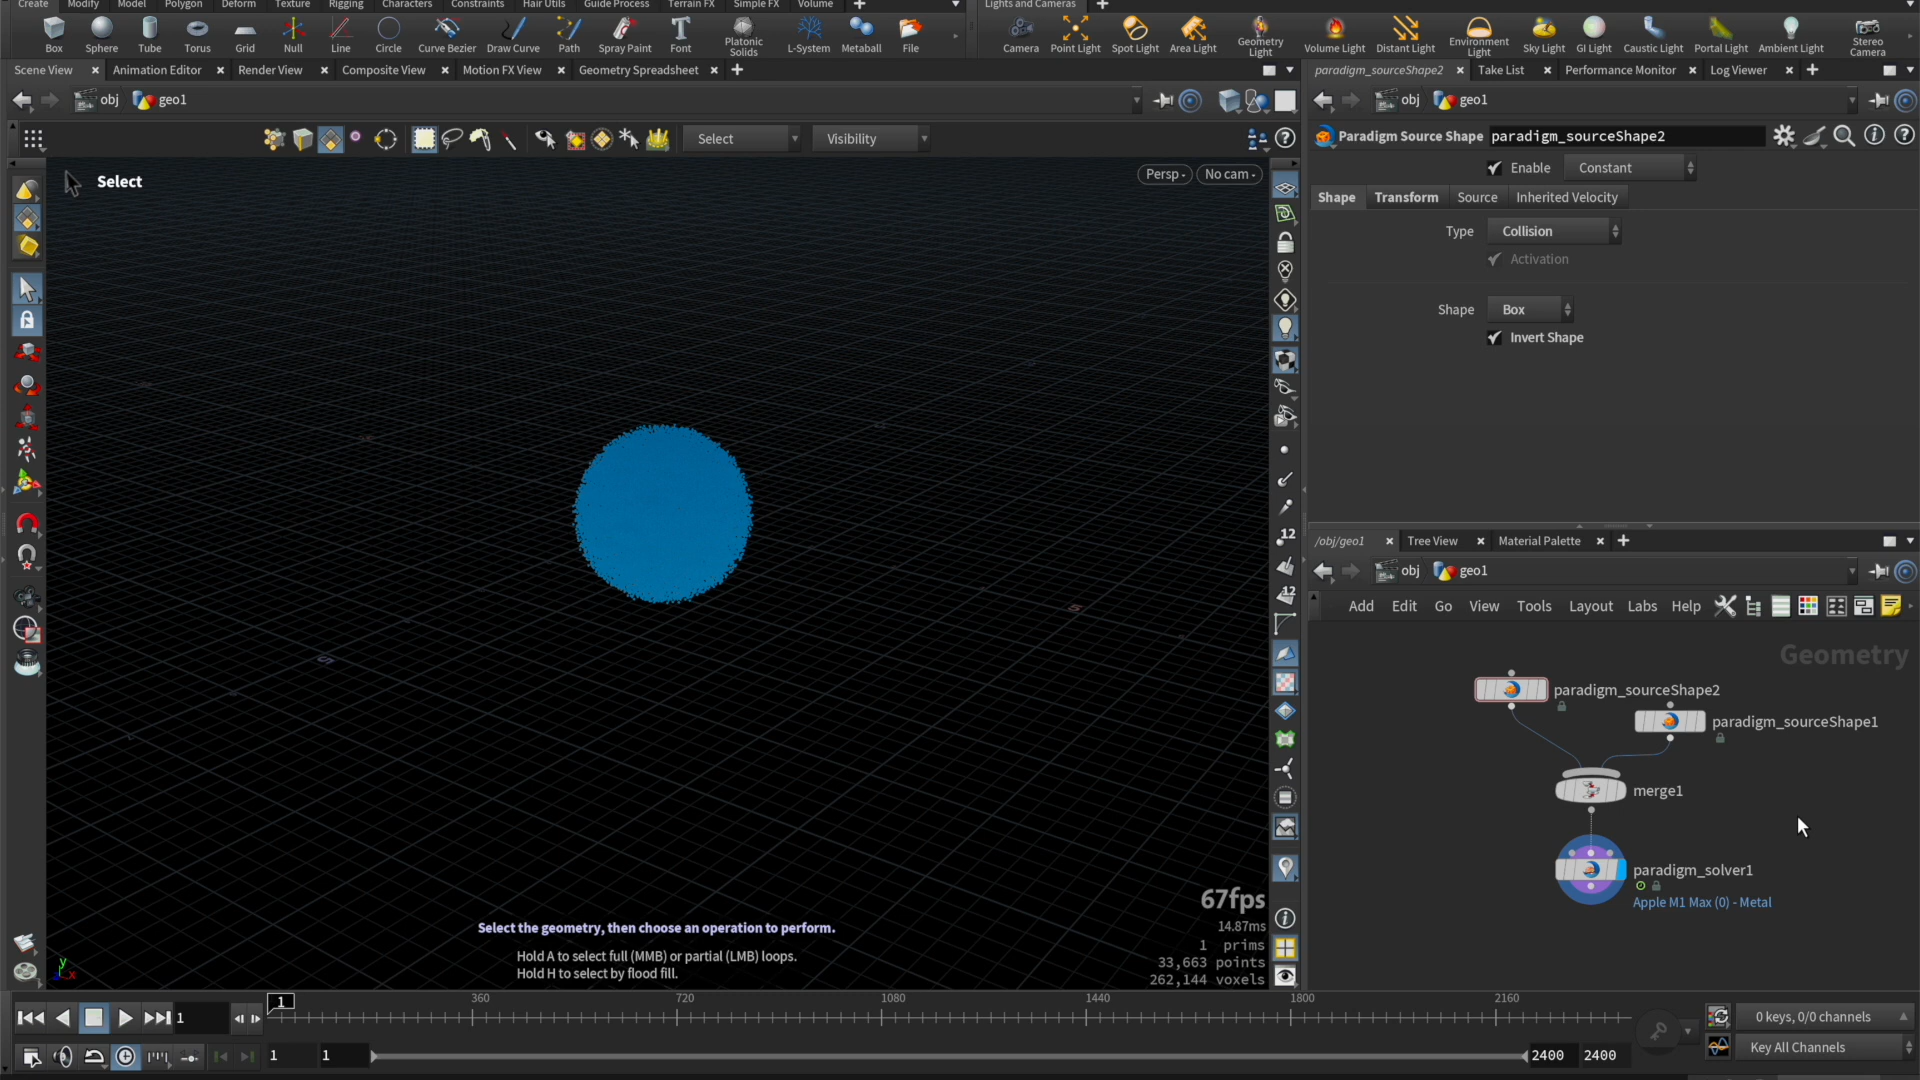 Create Modify Model Polygon Deform Texture Rigging Characters Constraints Hair Utils Guide Process Terrain FX Simple FX Volume
Lights and Cameras
Box Sphere Tube Torus Grid Null Line Circle Curve Bezier Draw Curve Path Spray Paint Font Platonic Solids L-System Metaball File
Camera Point Light Spot Light Area Light Geometry Light Volume Light Distant Light Environment Light Sky Light GI Light Caustic Light Portal Light Ambient Light Stereo Camera
Scene View Animation Editor Render View Composite View Motion FX View Geometry Spreadsheet
paradigm_sourceShape2 Take List Performance Monitor Log Viewer
obj geo1
obj geo1
Select Visibility
Paradigm Source Shape paradigm_sourceShape2
Enable Constant
Select
Persp No cam
Shape Transform Source Inherited Velocity
Type Collision
Activation
Shape Box
Invert Shape
12
12
5
5
/obj/geo1 Tree View Material Palette
obj geo1
Add Edit Go View Tools Layout Labs Help
Geometry
paradigm_sourceShape2
paradigm_sourceShape1
merge1
paradigm_solver1
Apple M1 Max (0) - Metal
67fps
14.87ms
1 prims
33,663 points
262,144 voxels
Select the geometry, then choose an operation to perform.
Hold A to select full (MMB) or partial (LMB) loops.
Hold H to select by flood fill.
y
x
1
1 360 720 1080 1440 1800 2160
0 keys, 0/0 channels
1 1 2400 2400
Key All Channels